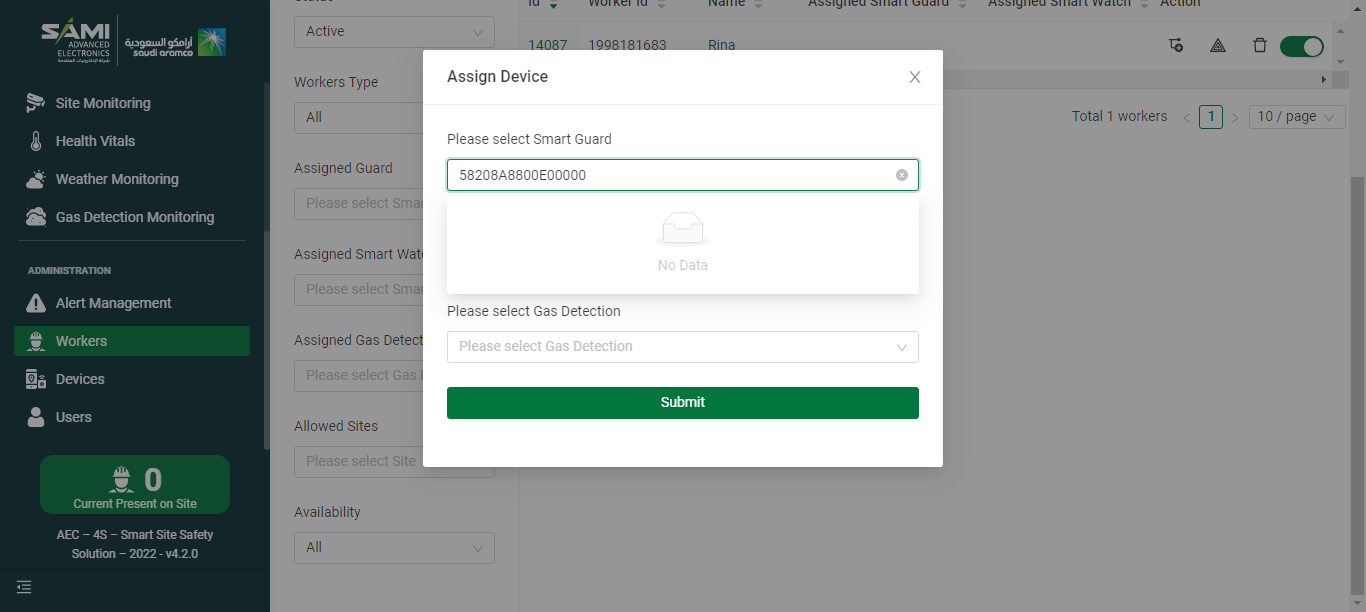 SAMI
ADVANCED
ELECTRONICS
شركة الإلكترونيات المتقدمة
أرامكو السعودية
saudi aramco
Site Monitoring
Health Vitals
Weather Monitoring
Gas Detection Monitoring
ADMINISTRATION
Alert Management
Workers
Devices
Users
0
Current Present on Site
AEC – 4S – Smart Site Safety
Solution – 2022 - v4.2.0
Status
Active
Workers Type
All
Assigned Guard
Please select Smar
Assigned Smart Watc
Please select Smar
Assigned Gas Detect
Please select Gas
Allowed Sites
Please select Site
Availability
All
Id
Worker Id
Name
Assigned Smart Guard
Assigned Smart Watch
Action
14087
1998181683
Rina
Total 1 workers
1
10 / page
Assign Device
Please select Smart Guard
58208A8800E00000
No Data
Please select Gas Detection
Please select Gas Detection
Submit